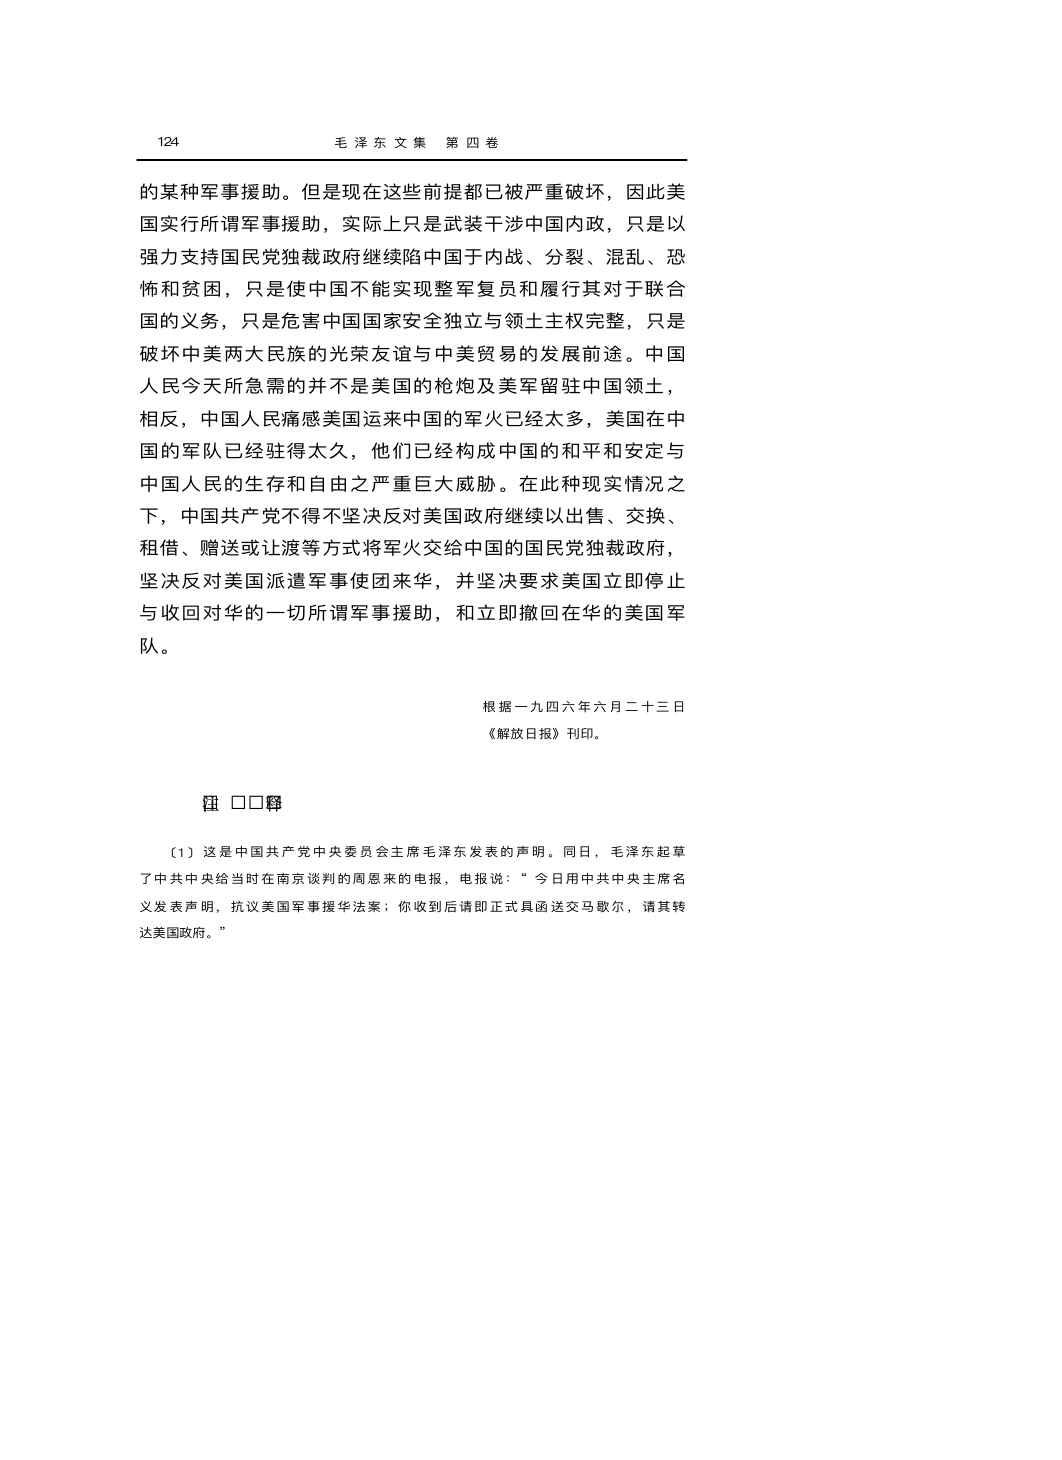 124 毛泽东文集 第四卷
的某种军事援助。但是现在这些前提都已被严重破坏，因此美
国实行所谓军事援助，实际上只是武装干涉中国内政，只是以
强力支持国民党独裁政府继续陷中国于内战、分裂、混乱、恐
怖和贫困，只是使中国不能实现整军复员和履行其对于联合
国的义务，只是危害中国国家安全独立与领土主权完整，只是
破坏中美两大民族的光荣友谊与中美贸易的发展前途。中国
人民今天所急需的并不是美国的枪炮及美军留驻中国领土，
相反，中国人民痛感美国运来中国的军火已经太多，美国在中
国的军队已经驻得太久，他们已经构成中国的和平和安定与
中国人民的生存和自由之严重巨大威胁。在此种现实情况之
下，中国共产党不得不坚决反对美国政府继续以出售、交换、
租借、赠送或让渡等方式将军火交给中国的国民党独裁政府，
坚决反对美国派遣军事使团来华，并坚决要求美国立即停止
与收回对华的一切所谓军事援助，和立即撤回在华的美国军
队。
根据一九四六年六月二十三日
《解放日报》刊印。
注 □□释
〔1〕这是中国共产党中央委员会主席毛泽东发表的声明。同日，毛泽东起草
了中共中央给当时在南京谈判的周恩来的电报，电报说：“ 今日用中共中央主席名
义发表声明，抗议美国军事援华法案；你收到后请即正式具函送交马歇尔，请其转
达美国政府。”